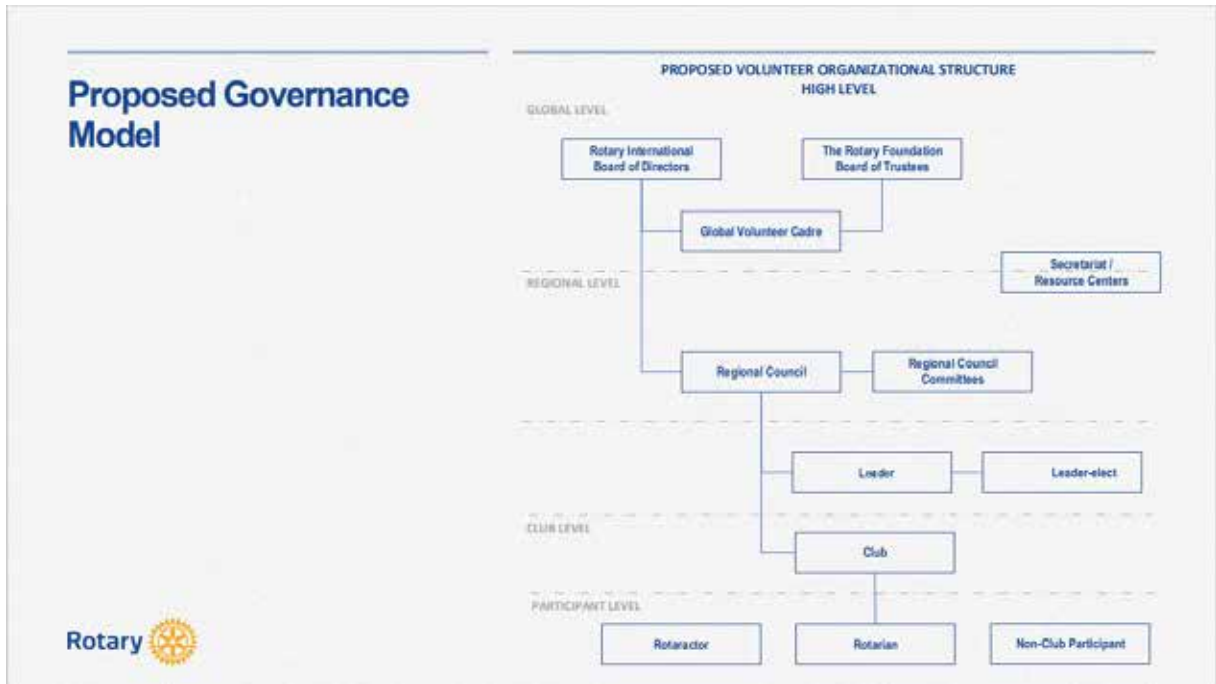 Proposed Governance
Model
PROPOSED VOLUNTEER ORGANIZATIONAL STRUCTURE
HIGH LEVEL
GLOBAL LEVEL
Rotary International
Board of Directors
The Rotary Foundation
Board of Trustees
Global Volunteer Cadre
Secretariat /
Resource Centers
REGIONAL LEVEL
Regional Council
Regional Council
Committees
Leader
Leader-elect
CLUB LEVEL
Club
PARTICIPANT LEVEL
Rotaractor
Rotarian
Non-Club Participant
Rotary